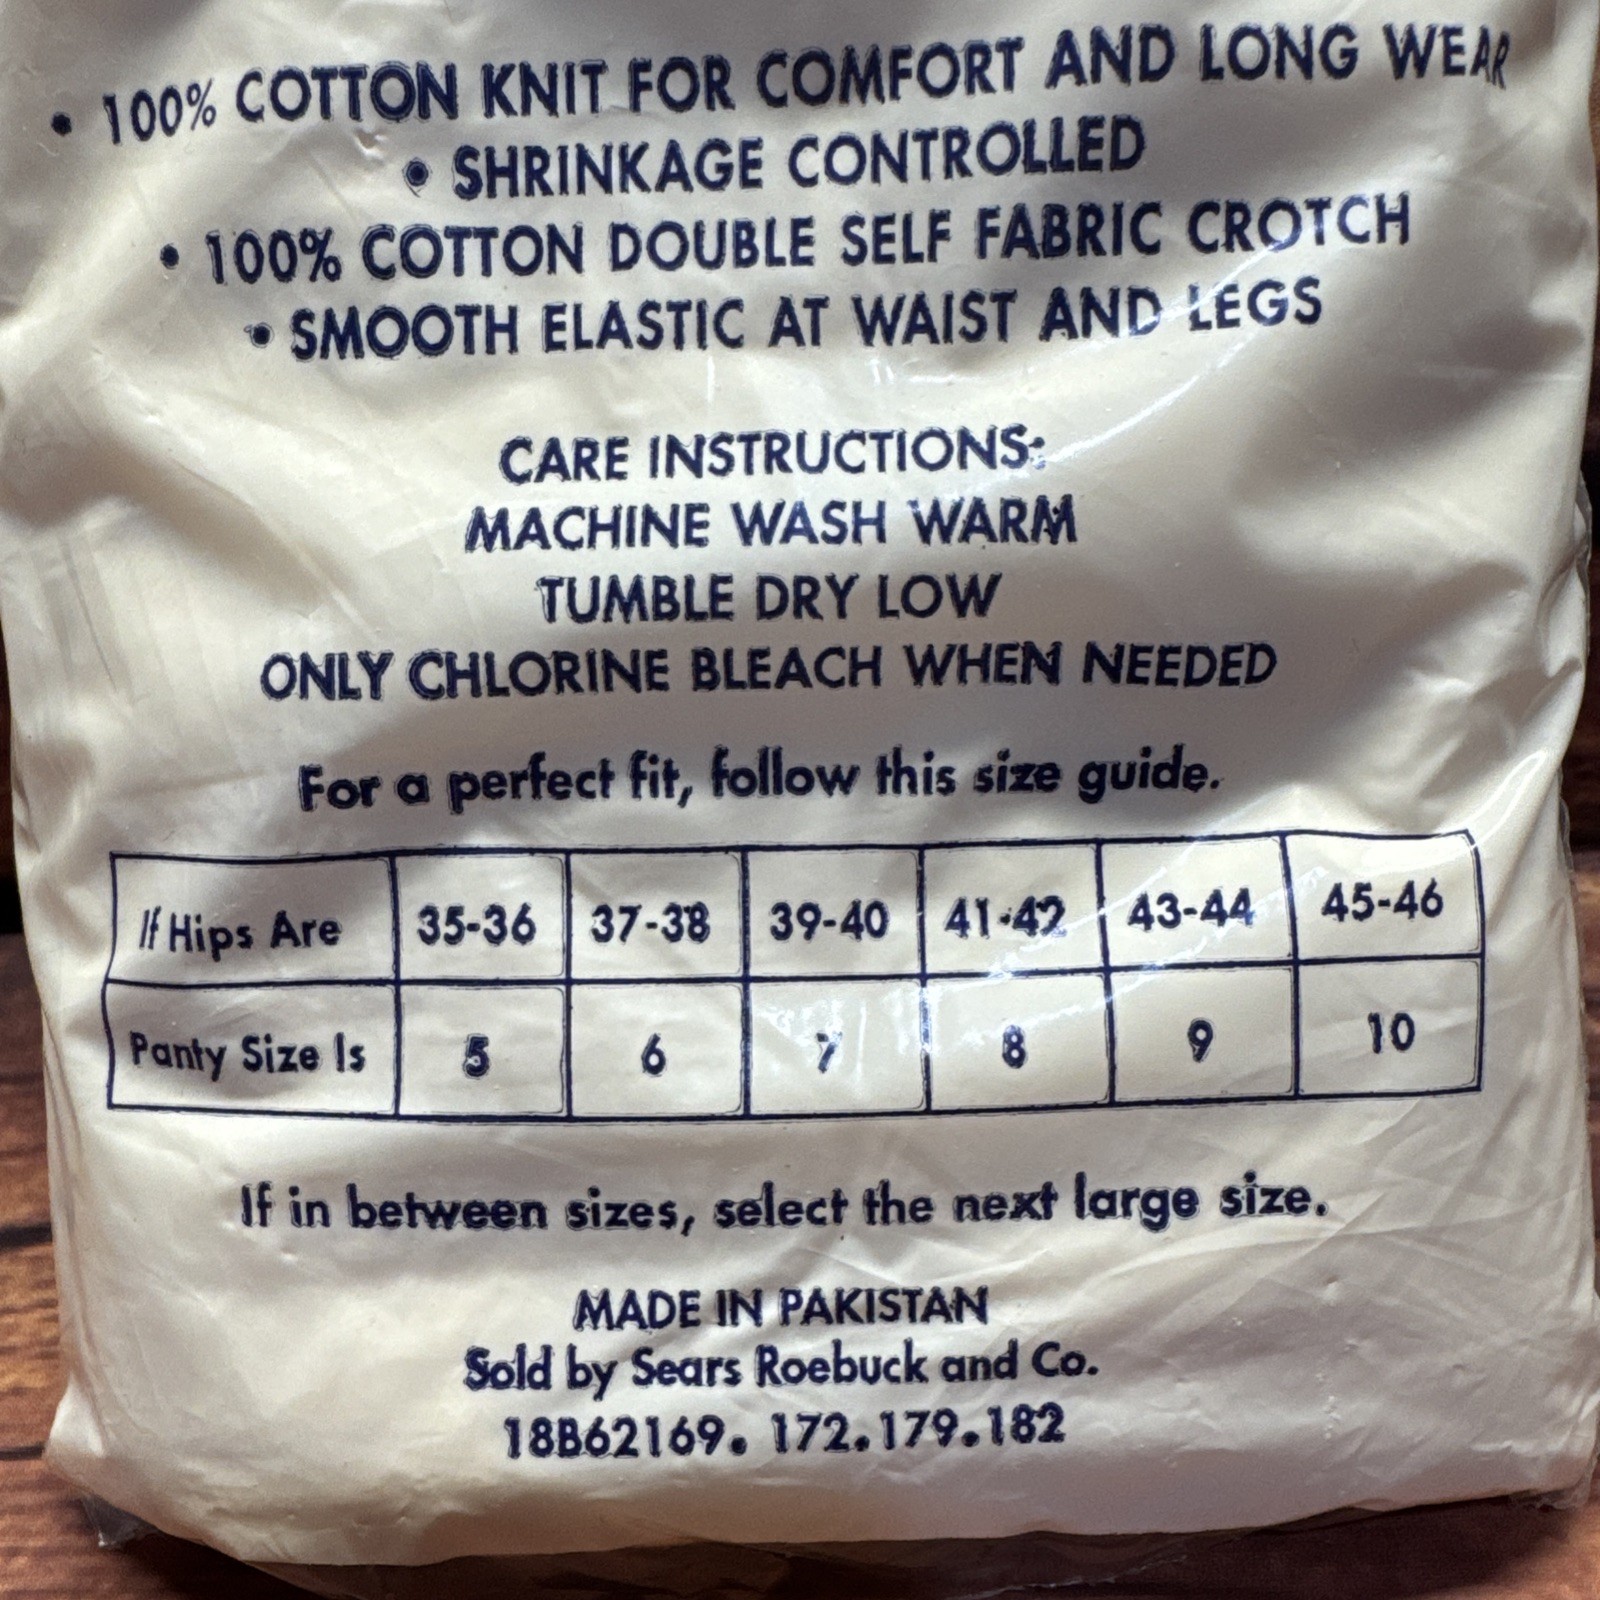 • 100% COTTON KNIT FOR COMFORT AND LONG WEAR
• SHRINKAGE CONTROLLED
• 100% COTTON DOUBLE SELF FABRIC CROTCH
• SMOOTH ELASTIC AT WAIST AND LEGS
CARE INSTRUCTIONS:
MACHINE WASH WARM
TUMBLE DRY LOW
ONLY CHLORINE BLEACH WHEN NEEDED
For a perfect fit, follow this size guide.
If Hips Are 35-36 37-38 39-40 41-42 43-44 45-46
Panty Size Is 5 6 7 8 9 10
If in between sizes, select the next large size.
MADE IN PAKISTAN
Sold by Sears Roebuck and Co.
18B62169. 172.179.182